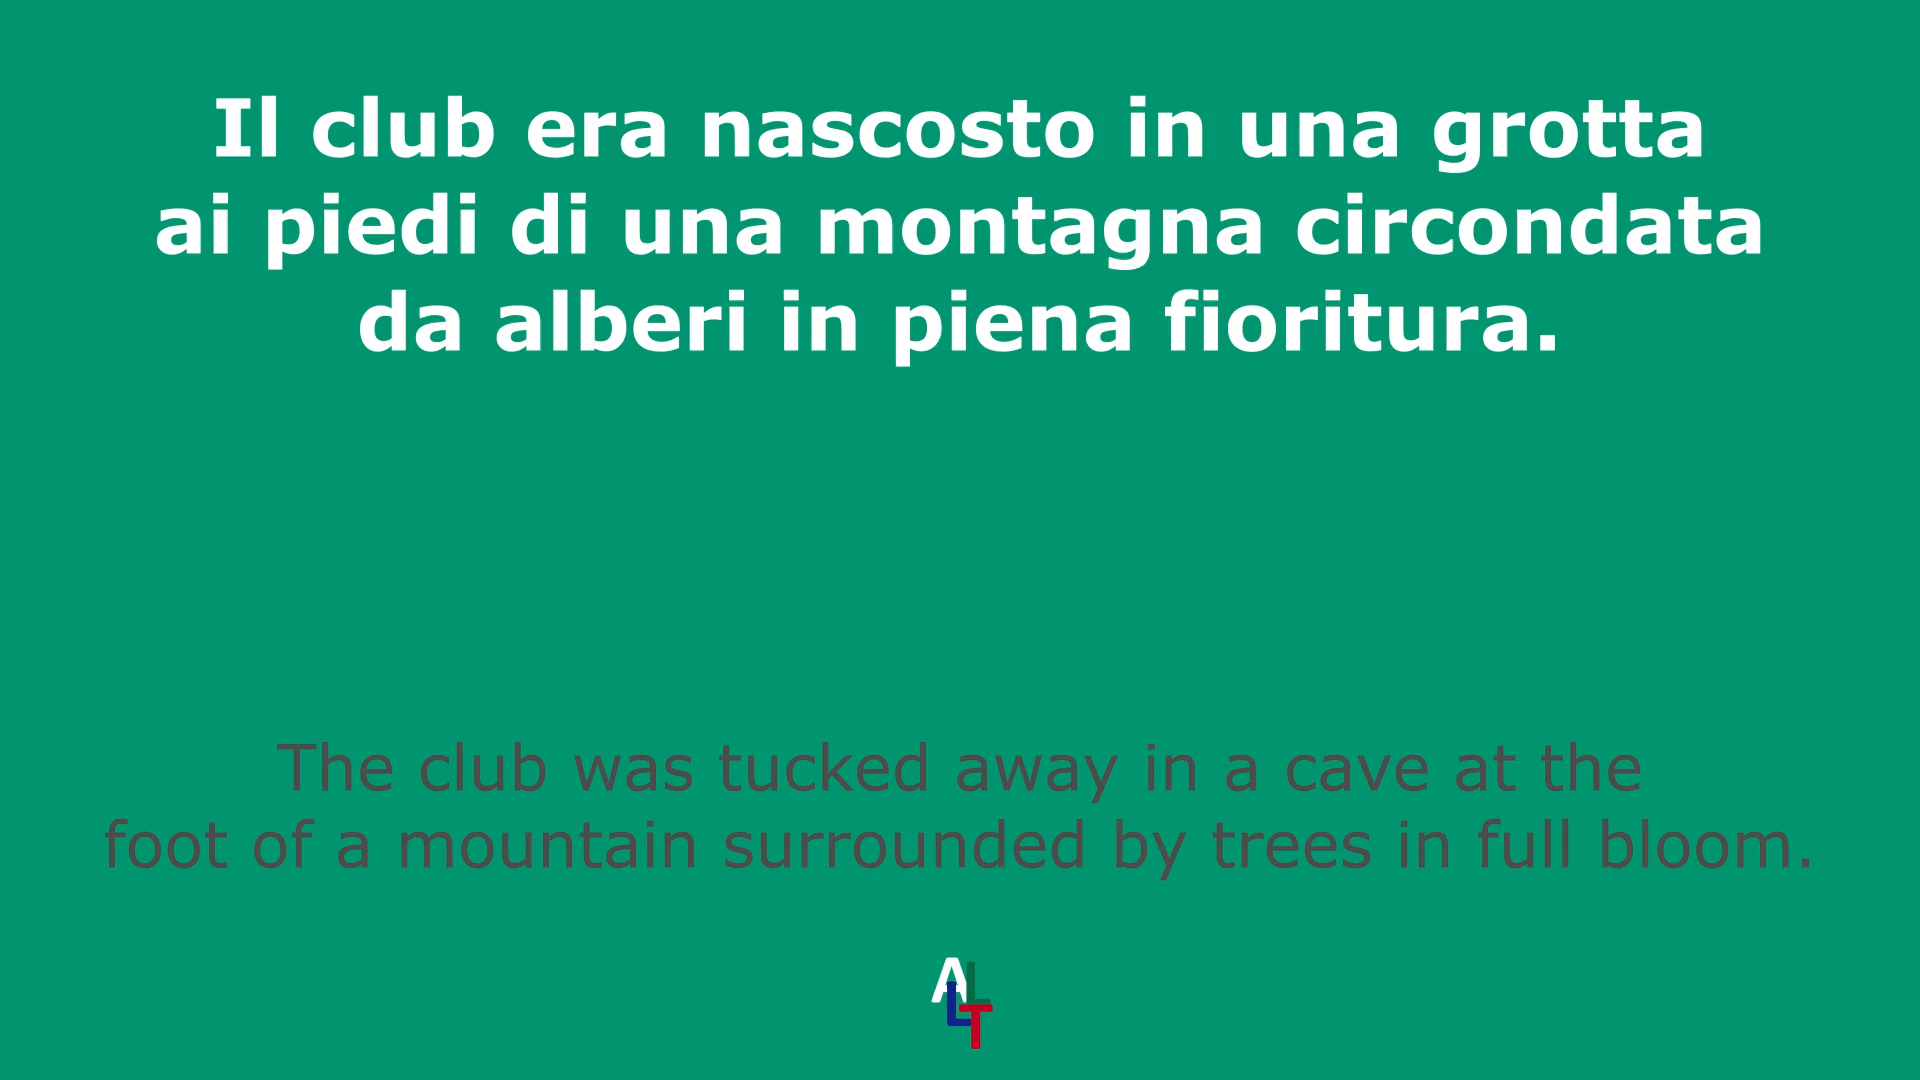 Il club era nascosto in una grotta
ai piedi di una montagna circondata
da alberi in piena fioritura.
The club was tucked away in a cave at the
foot of a mountain surrounded by trees in full bloom.
ALLT